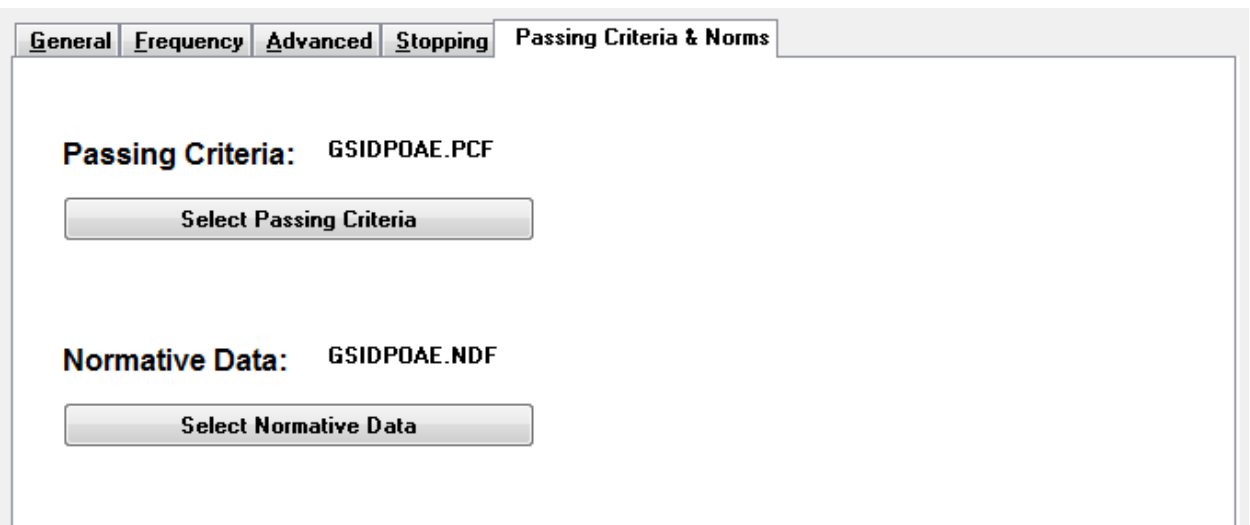 General Frequency Advanced Stopping Passing Criteria & Norms
Passing Criteria: GSIDPOAE.PCF
Select Passing Criteria
Normative Data: GSIDPOAE.NDF
Select Normative Data